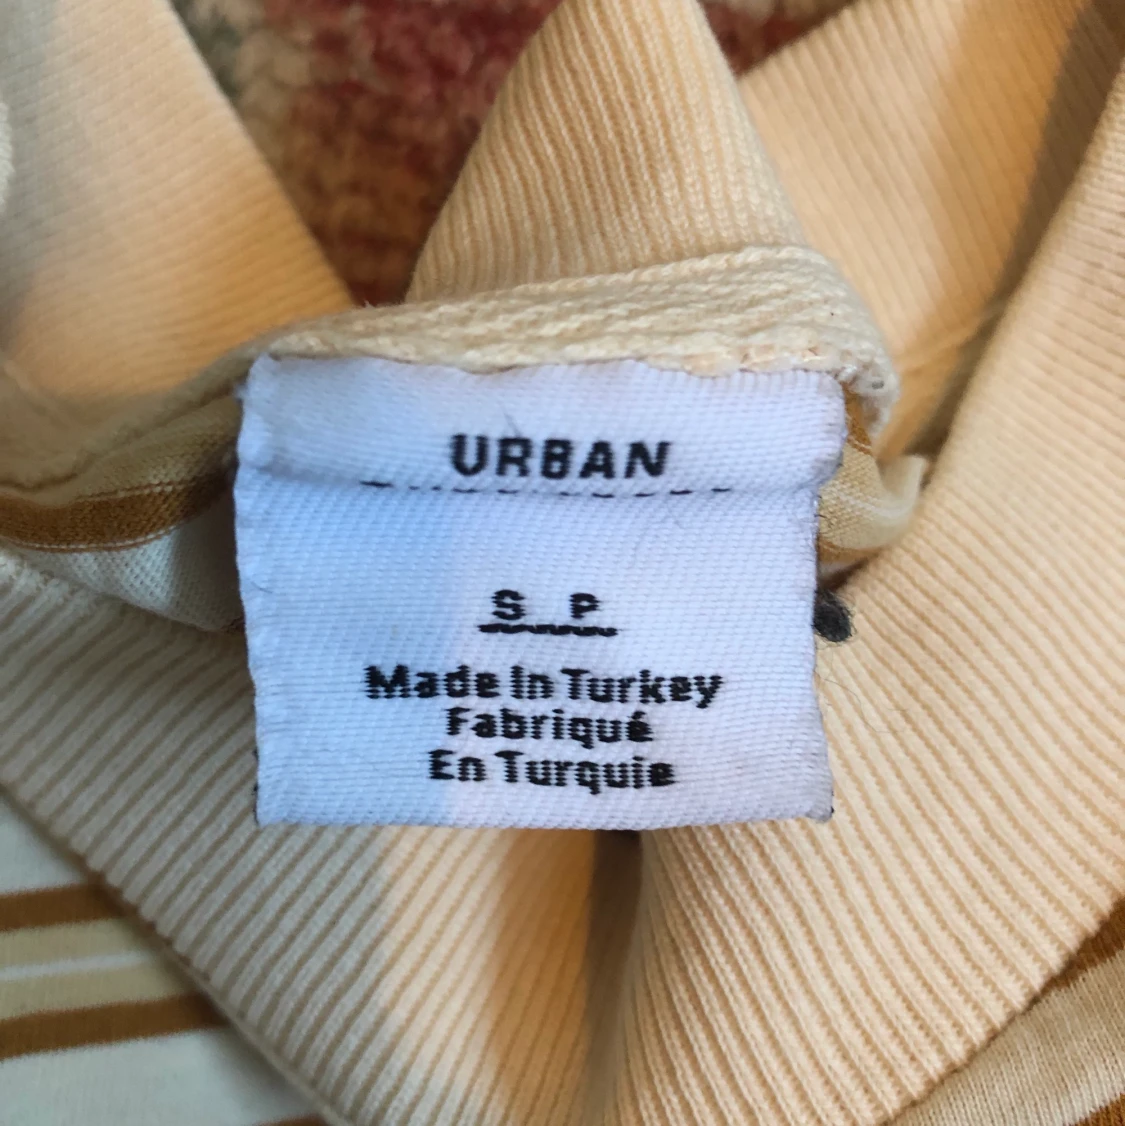 URBAN
S P
Made In Turkey
Fabriqué
En Turquie